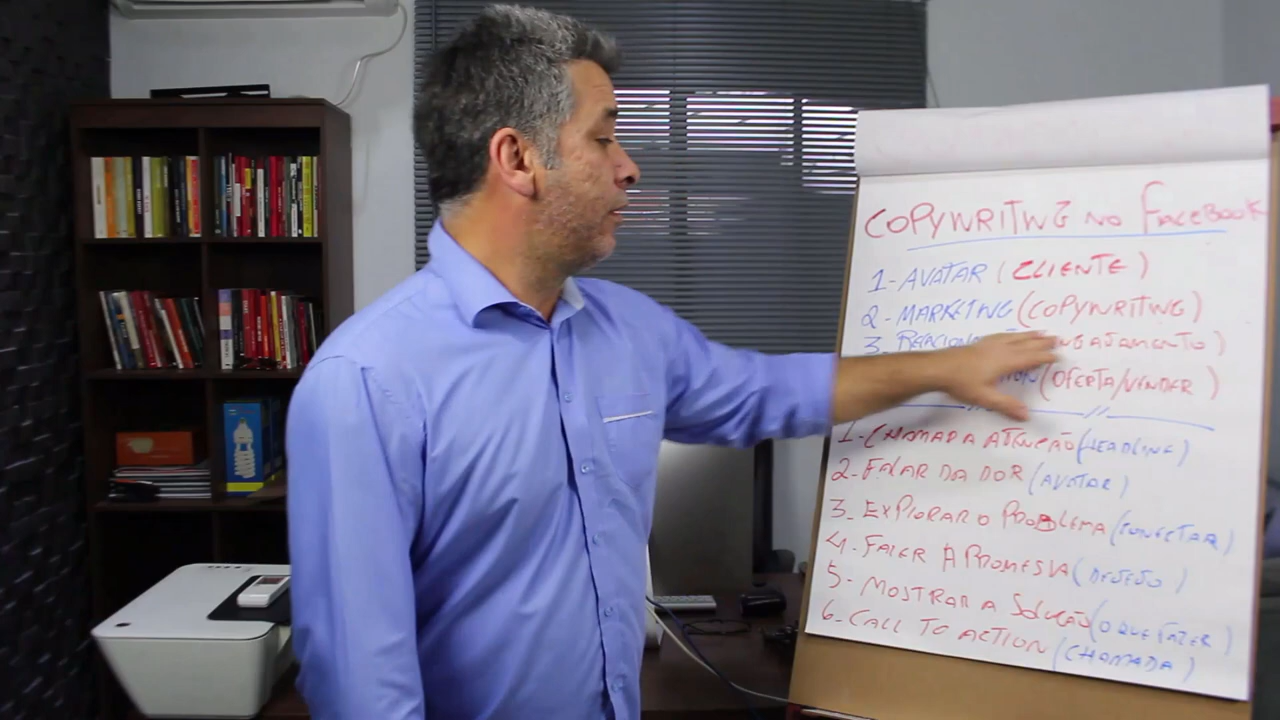 COPYWRITING NO FACEBOOK
1- AVATAR (CLIENTE)
2- MARKETING (COPYWRITING)
3.
(OFERTA/VENDER)
1- CHAMADA ATENÇÃO (HEADLINE)
2- FALAR DA DOR (AVATAR)
3- EXPLORAR O PROBLEMA (CONECTAR)
4- FAZER A PROMESSA (DESEJO)
5- MOSTRAR A SOLUÇÃO (O QUE FAZER)
6- CALL TO ACTION (CHAMADA)